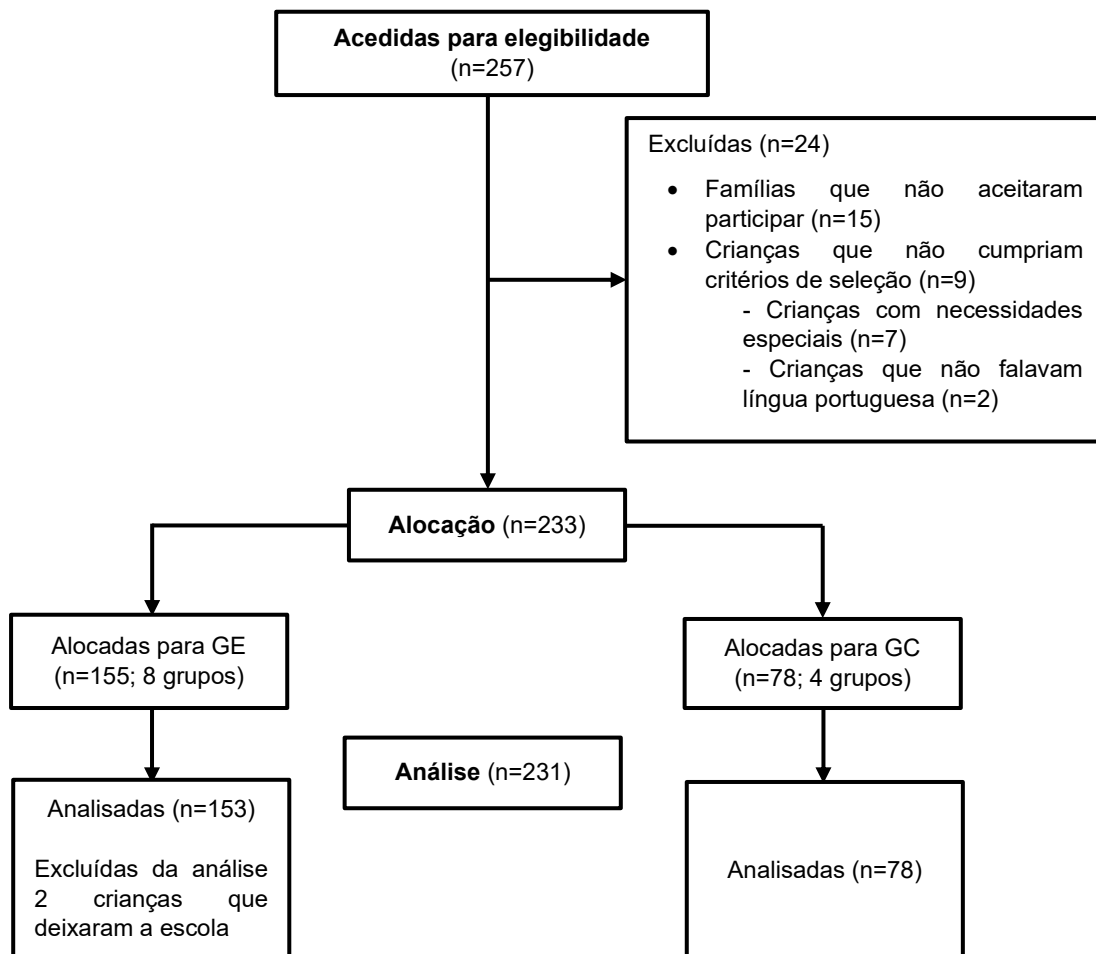 Acedidas para elegibilidade
(n=257)
Excluídas (n=24)
• Famílias que não aceitaram
participar (n=15)
• Crianças que não cumpriam
critérios de seleção (n=9)
- Crianças com necessidades
especiais (n=7)
- Crianças que não falavam
língua portuguesa (n=2)
Alocação (n=233)
Alocadas para GE
(n=155; 8 grupos)
Alocadas para GC
(n=78; 4 grupos)
Análise (n=231)
Analisadas (n=153)
Excluídas da análise
2 crianças que
deixaram a escola
Analisadas (n=78)